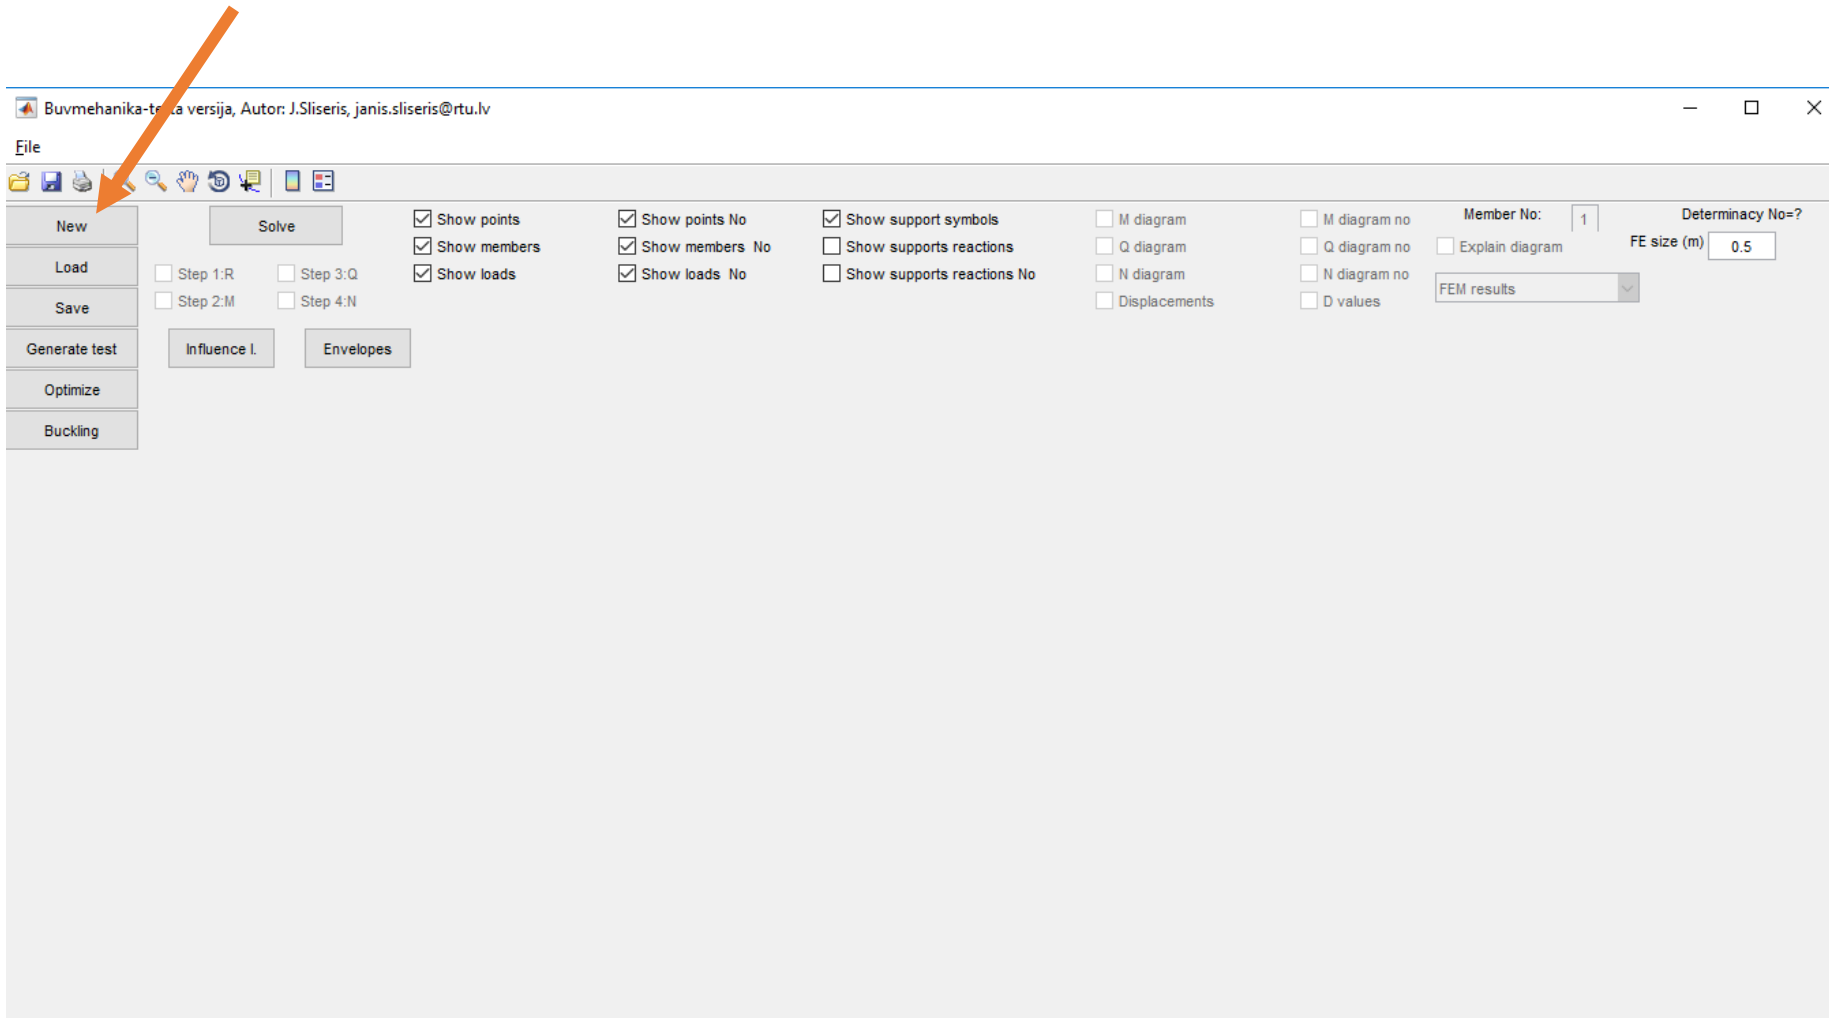 Buvmehanika-testa versija, Autor: J.Sliseris, janis.sliseris@rtu.lv
File
New
Load
Save
Generate test
Optimize
Buckling
Solve
Step 1:R
Step 3:Q
Step 2:M
Step 4:N
Influence l.
Envelopes
Show points
Show members
Show loads
Show points No
Show members No
Show loads No
Show support symbols
Show supports reactions
Show supports reactions No
M diagram
Q diagram
N diagram
Displacements
M diagram no
Q diagram no
N diagram no
D values
Member No: 1
Explain diagram
FEM results
Determinacy No=?
FE size (m) 0.5